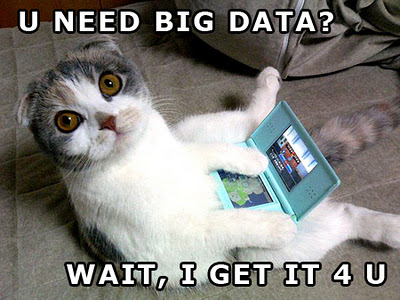 U NEED BIG DATA?
WAIT, I GET IT 4 U